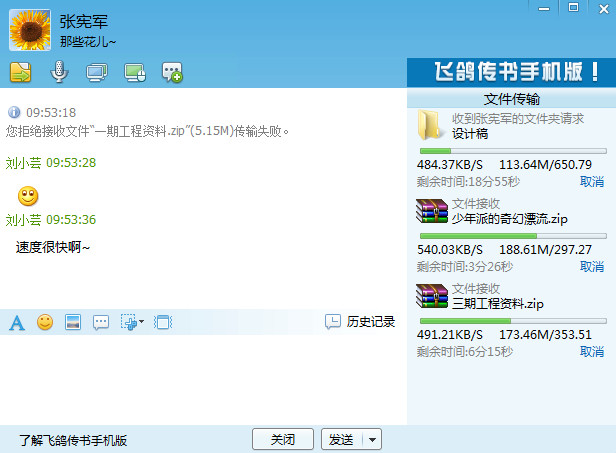 张宪军
那些花儿~
飞鸽传书手机版！
09:53:18
您拒绝接收文件“一期工程资料.zip”(5.15M)传输失败。
刘小芸 09:53:28
刘小芸 09:53:36
速度很快啊~
历史记录
了解飞鸽传书手机版
关闭
发送
文件传输
收到张宪军的文件夹请求
设计稿
484.37KB/S 113.64M/650.79
剩余时间:18分55秒 取消
文件接收
少年派的奇幻漂流.zip
540.03KB/S 188.61M/297.27
剩余时间:3分26秒 取消
文件接收
三期工程资料.zip
491.21KB/S 173.46M/353.51
剩余时间:6分15秒 取消